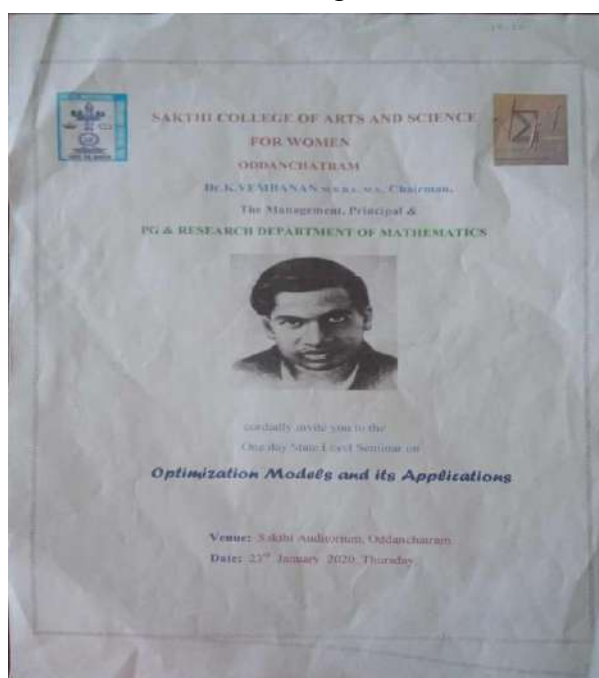 SAKTHI COLLEGE OF ARTS AND SCIENCE
FOR WOMEN
ODDANCHATRAM
Dr.K.VEMBANAN M.B.B.S., M.S., Chairman,
The Management, Principal &
PG & RESEARCH DEPARTMENT OF MATHEMATICS
cordially invite you to the
One day State Level Seminar on
Optimization Models and its Applications
Venue: Sakthi Auditorium, Oddanchatram
Date: 23rd January 2020, Thursday